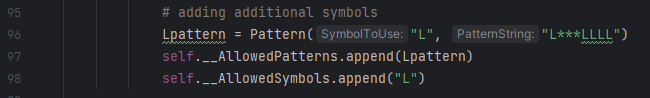 95 # adding additional symbols
96 Lpattern = Pattern( SymbolToUse: "L", PatternString: "L***LLLL")
97 self.__AllowedPatterns.append(Lpattern)
98 self.__AllowedSymbols.append("L")